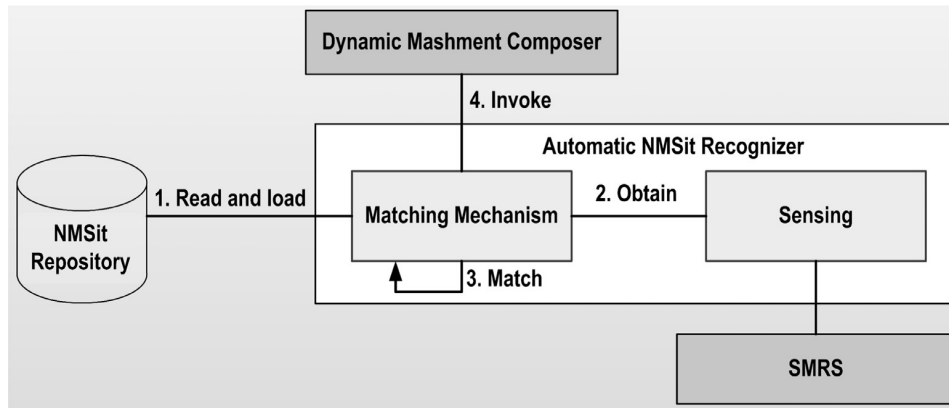 Dynamic Mashment Composer
4. Invoke
Automatic NMSit Recognizer
1. Read and load
Matching Mechanism
2. Obtain
Sensing
NMSit
Repository
3. Match
SMRS